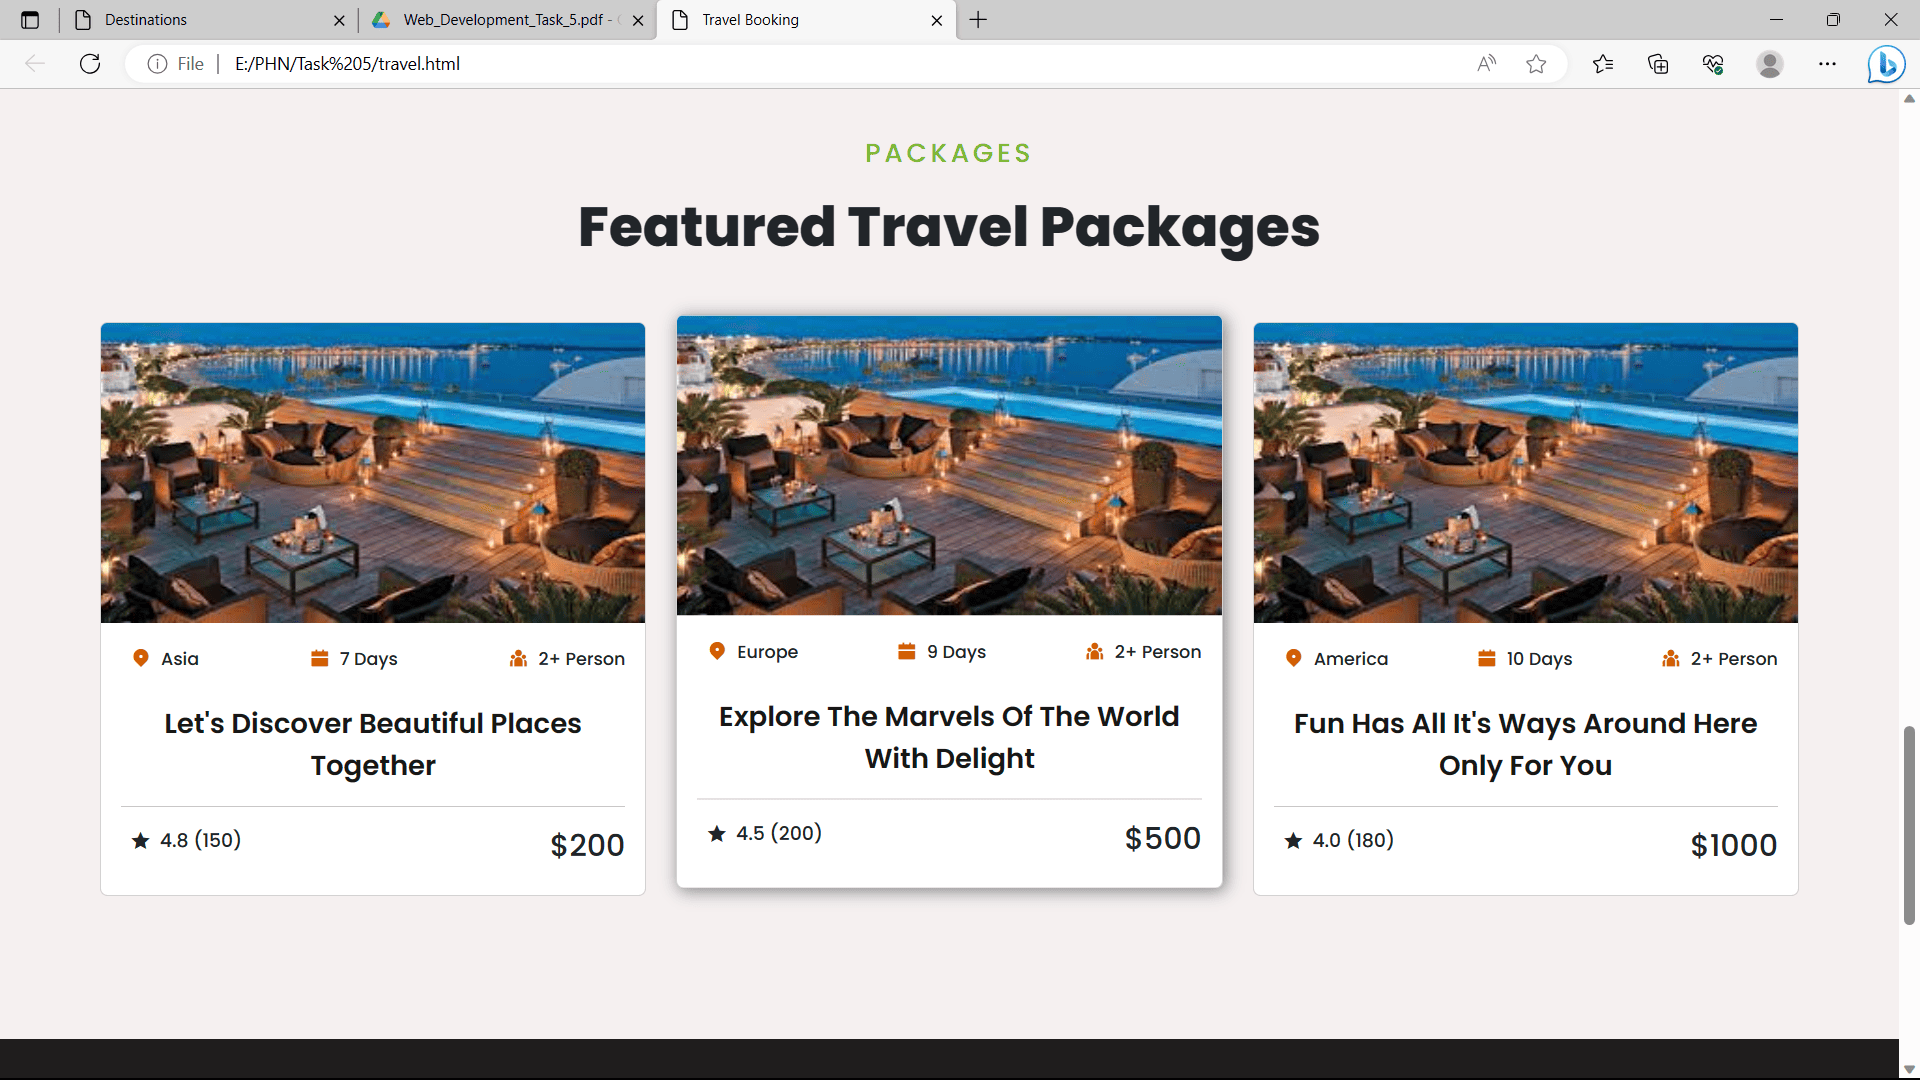 Destinations
Web_Development_Task_5.pdf -
Travel Booking
File
E:/PHN/Task%205/travel.html
PACKAGES
Featured Travel Packages
Asia
7 Days
2+ Person
Let's Discover Beautiful Places
Together
4.8 (150)
$200
Europe
9 Days
2+ Person
Explore The Marvels Of The World
With Delight
4.5 (200)
$500
America
10 Days
2+ Person
Fun Has All It's Ways Around Here
Only For You
4.0 (180)
$1000